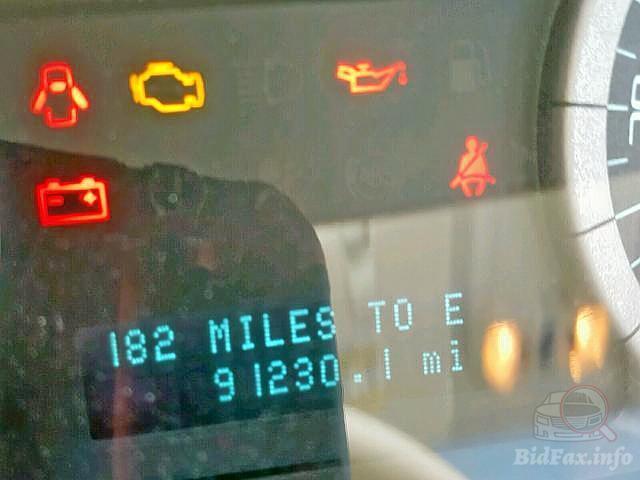 182 MILES TO E
91230.1 mi
BidFax.info